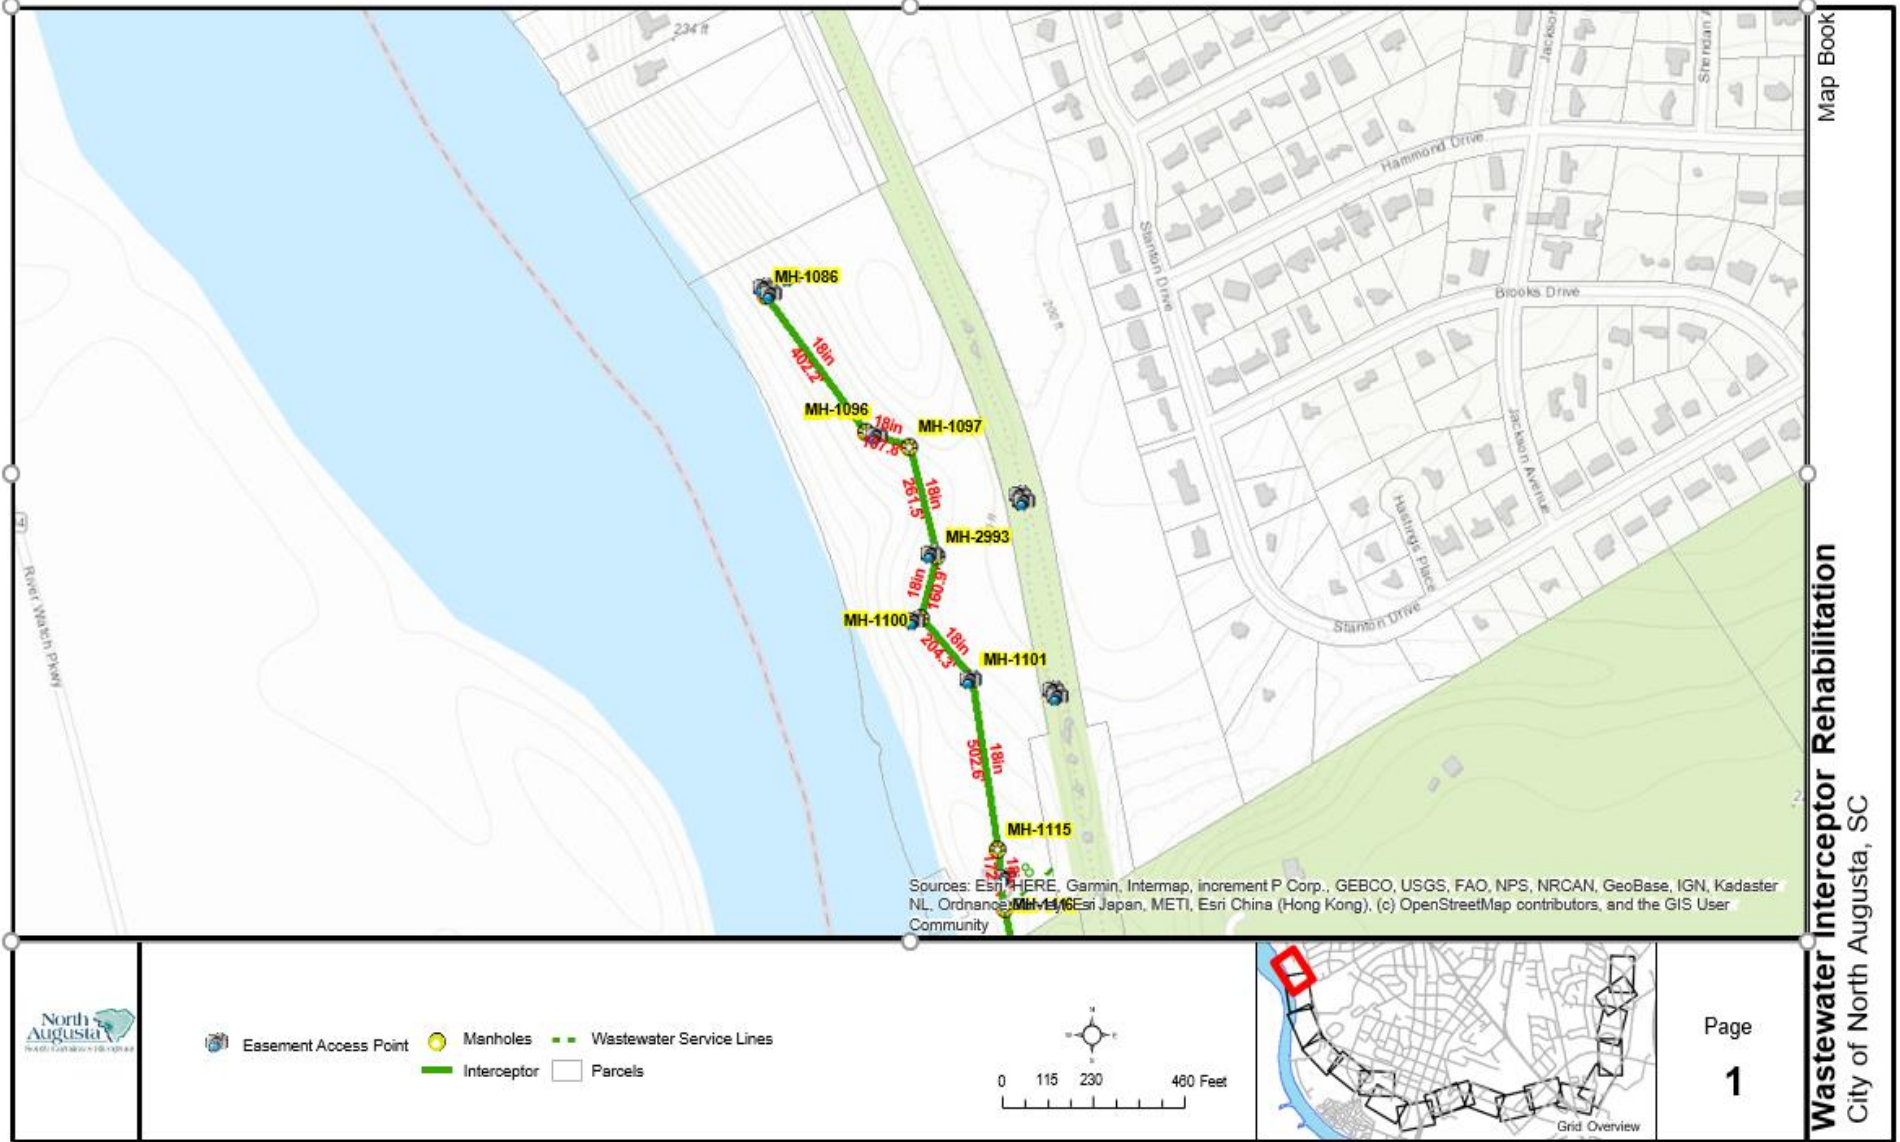 234 ft
Jackson
Sheridan A
Map Book
Hammond Drive
Stanton Drive
MH-1086
Brooks Drive
200 ft
18in
402.2'
MH-1096
18in
MH-1097
18in
261.5'
Jackson Avenue
Hastings Place
MH-2993
18in
160.9'
River Watch Pkwy
MH-1100
Stanton Drive
18in
204.3'
MH-1101
18in
502.6'
MH-1115
MH-1116
Sources: Esri, HERE, Garmin, Intermap, increment P Corp., GEBCO, USGS, FAO, NPS, NRCAN, GeoBase, IGN, Kadaster
NL, Ordnance Esri Japan, METI, Esri China (Hong Kong), (c) OpenStreetMap contributors, and the GIS User
Community
Wastewater Interceptor Rehabilitation
City of North Augusta, SC
North
Augusta
Easement Access Point
Manholes
Wastewater Service Lines
Interceptor
Parcels
N
W
E
S
0 115 230 460 Feet
Grid Overview
Page
1